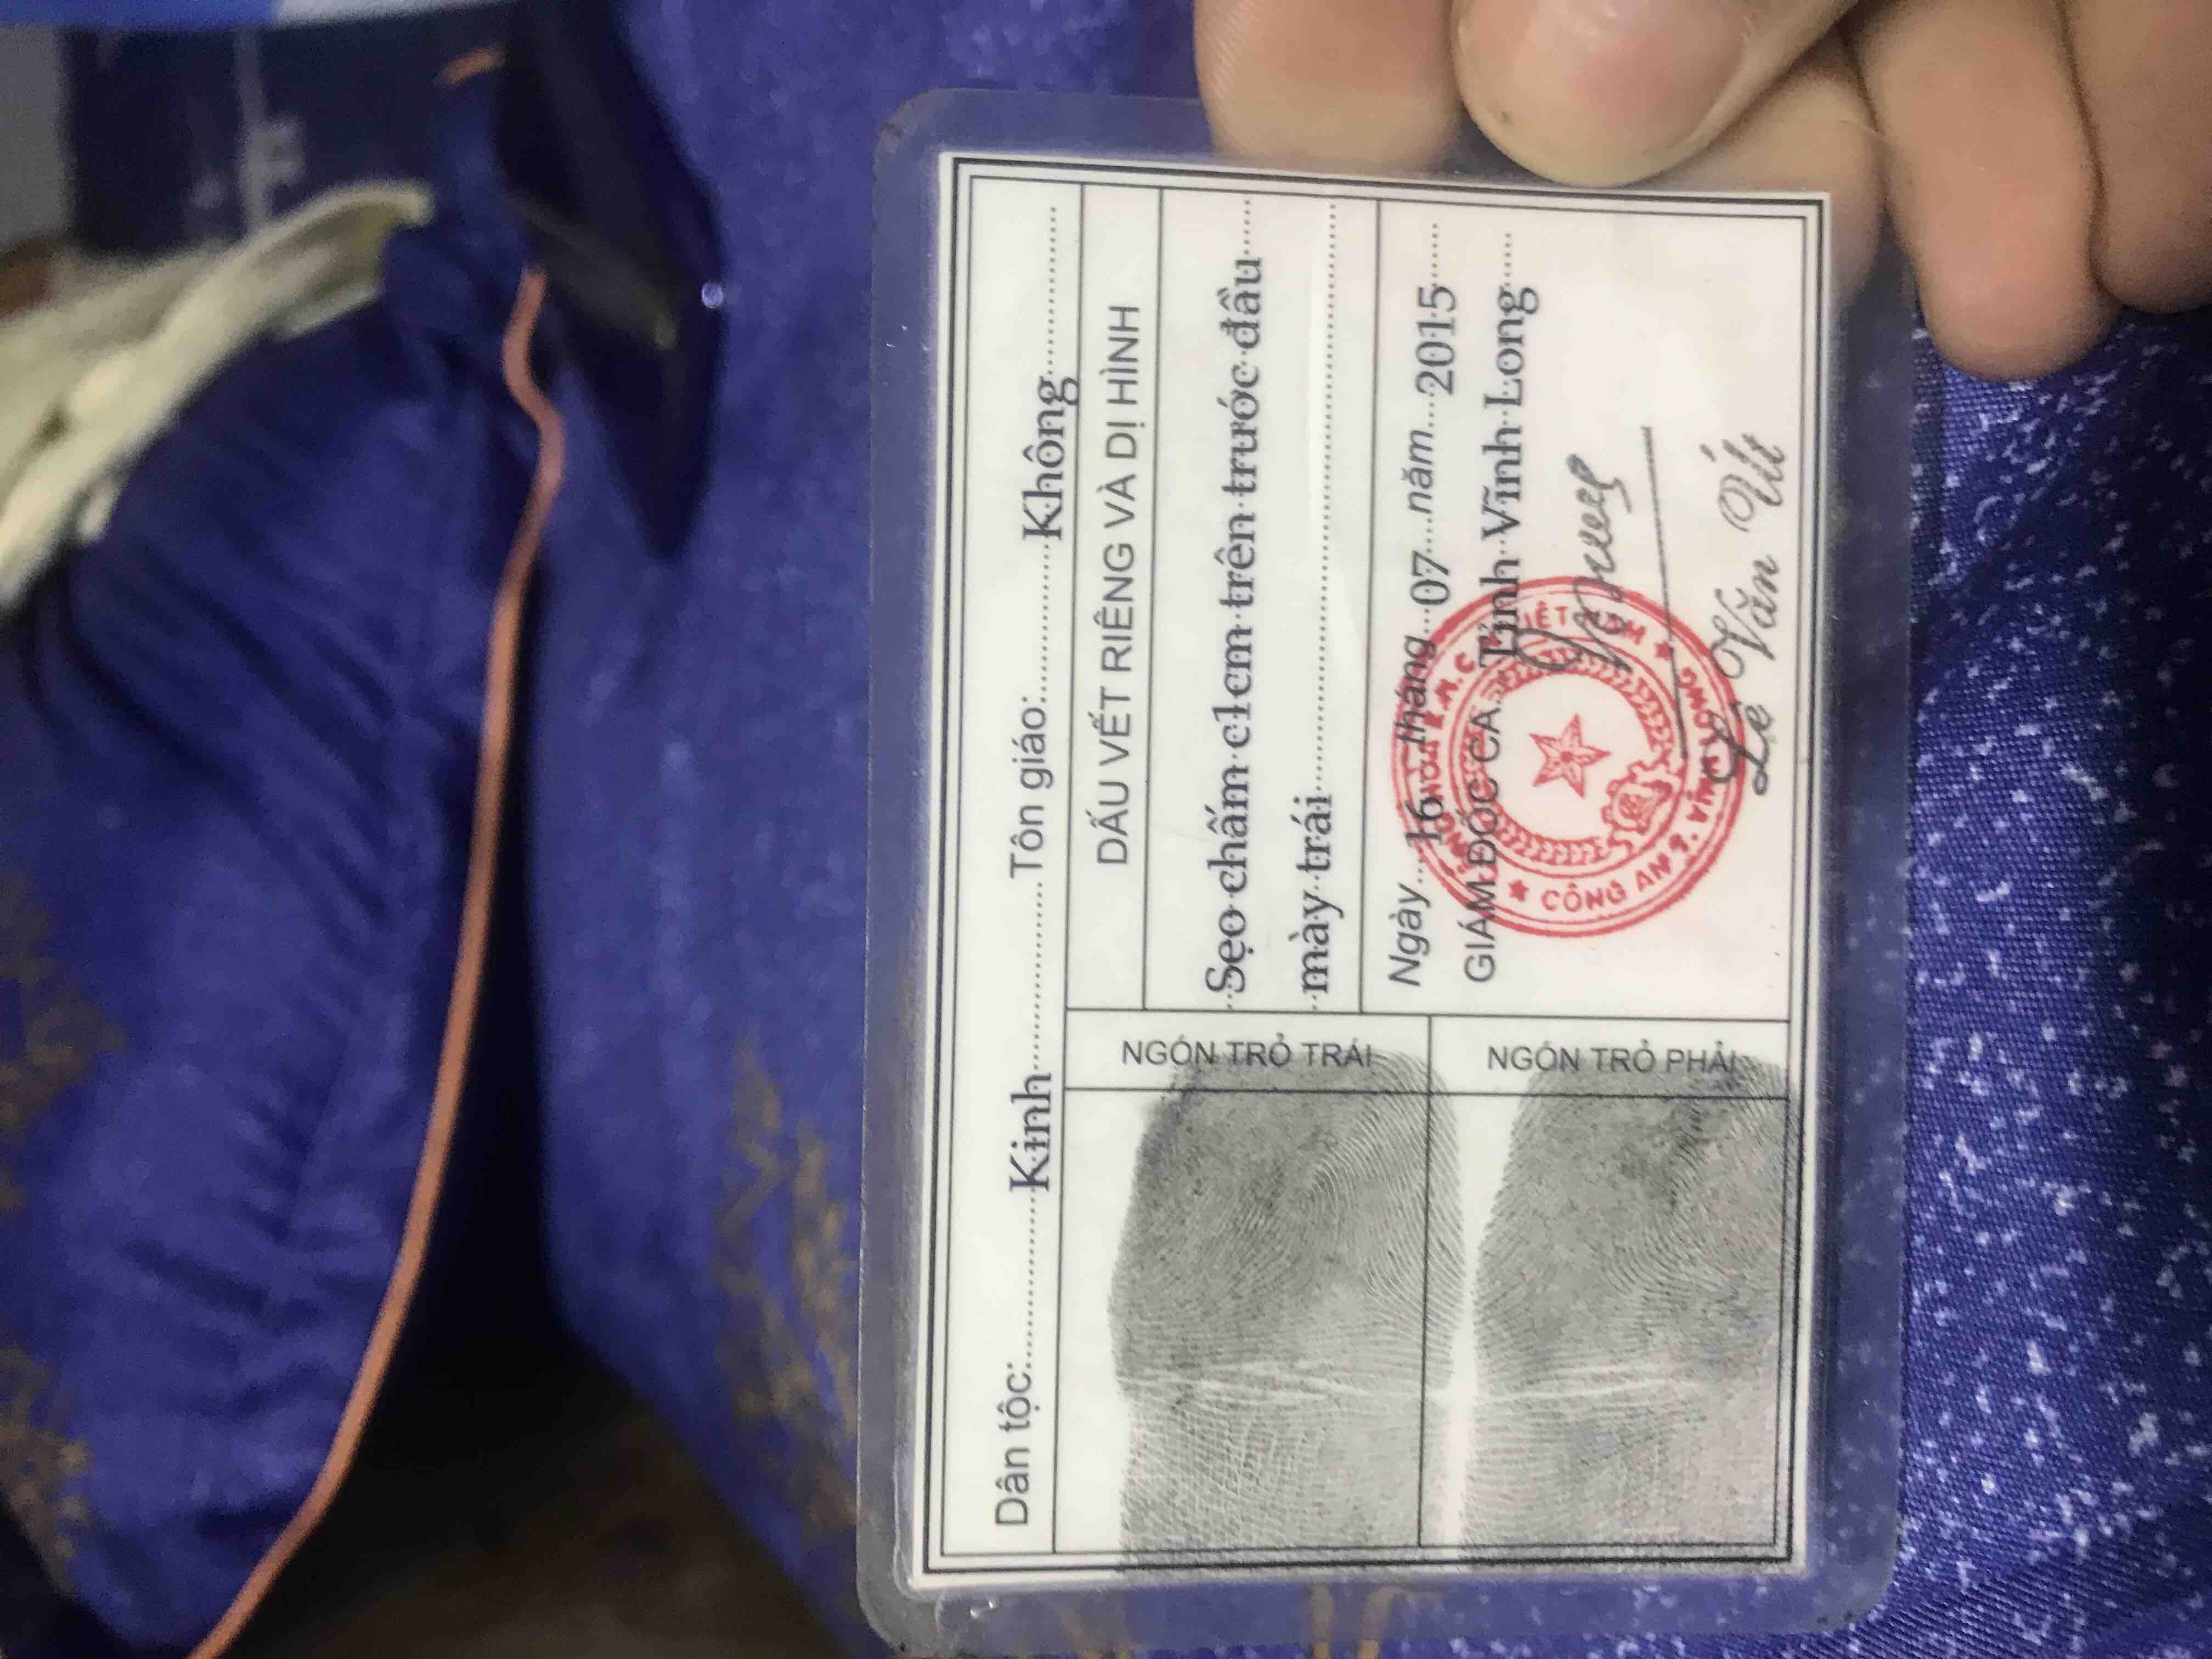 Dân tộc: Kinh Tôn giáo: Không
NGÓN TRỎ TRÁI
DẤU VẾT RIÊNG VÀ DỊ HÌNH
Sẹo chấm c1cm trên trước đầu
mày trái
NGÓN TRỎ PHẢI
Ngày 16 tháng 07 năm 2015
GIÁM ĐỐC CA. Tỉnh Vĩnh Long
CÔNG AN T. VĨNH LONG
Lê Văn Út